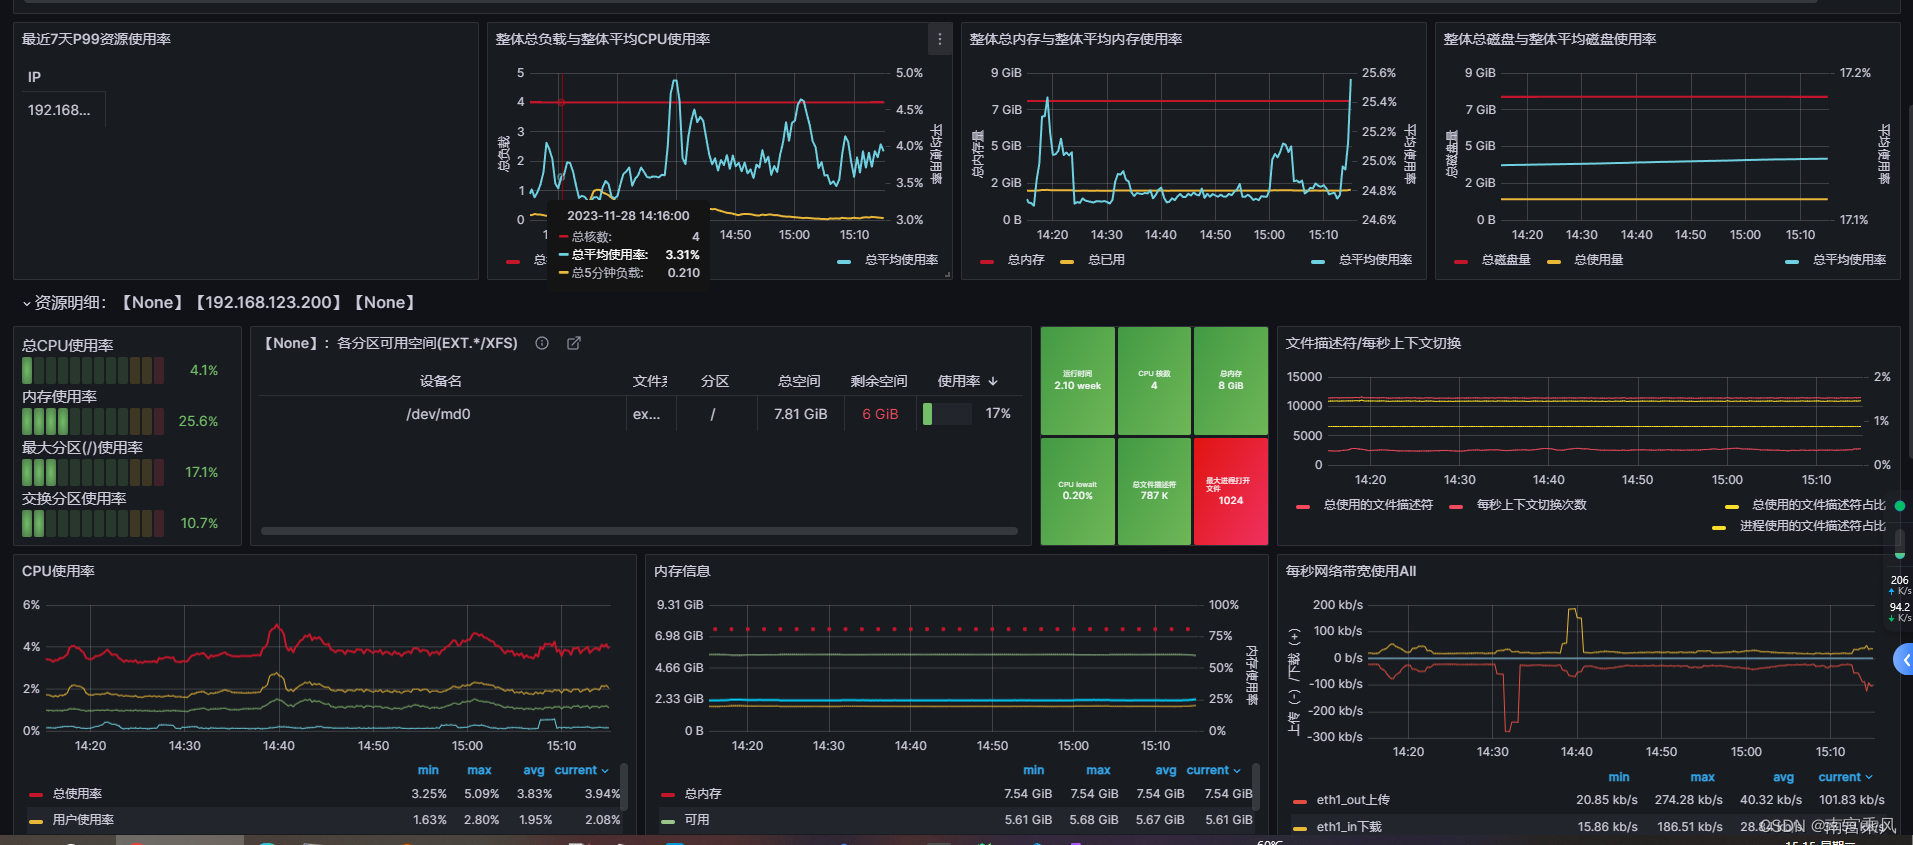 最近7天P99资源使用率
IP
192.168...
整体总负载与整体平均CPU使用率
5
4
3
2
1
0
总负载
5.0%
4.5%
4.0%
3.5%
3.0%
平均使用率
14:50
15:00
15:10
2023-11-28 14:16:00
总核数: 4
总平均使用率: 3.31%
总5分钟负载: 0.210
总平均使用率
整体总内存与整体平均内存使用率
9 GiB
7 GiB
5 GiB
2 GiB
0 B
总内存量
25.6%
25.4%
25.2%
25.0%
24.8%
24.6%
平均使用率
14:20 14:30 14:40 14:50 15:00 15:10
总内存 总已用 总平均使用率
整体总磁盘与整体平均磁盘使用率
9 GiB
7 GiB
5 GiB
2 GiB
0 B
总磁盘量
17.2%
17.1%
平均使用率
14:20 14:30 14:40 14:50 15:00 15:10
总磁盘量 总使用量 总平均使用率
资源明细：【None】【192.168.123.200】【None】
总CPU使用率
4.1%
内存使用率
25.6%
最大分区(/)使用率
17.1%
交换分区使用率
10.7%
【None】：各分区可用空间(EXT.*/XFS)
设备名 文件系 分区 总空间 剩余空间 使用率
/dev/md0 ex... / 7.81 GiB 6 GiB 17%
运行时间
2.10 week
CPU 核数
4
总内存
8 GiB
CPU iowait
0.20%
总文件描述符
787 K
最大进程打开文件
1024
文件描述符/每秒上下文切换
15000
10000
5000
0
2%
1%
0%
14:20 14:30 14:40 14:50 15:00 15:10
总使用的文件描述符 每秒上下文切换次数 总使用的文件描述符占比
进程使用的文件描述符占比
CPU使用率
6%
4%
2%
0%
14:20 14:30 14:40 14:50 15:00 15:10
min max avg current
总使用率 3.25% 5.09% 3.83% 3.94%
用户使用率 1.63% 2.80% 1.95% 2.08%
内存信息
9.31 GiB
6.98 GiB
4.66 GiB
2.33 GiB
0 B
100%
75%
50%
25%
0%
内存使用率
14:20 14:30 14:40 14:50 15:00 15:10
min max avg current
总内存 7.54 GiB 7.54 GiB 7.54 GiB 7.54 GiB
可用 5.61 GiB 5.68 GiB 5.67 GiB 5.61 GiB
每秒网络带宽使用All
200 kb/s
100 kb/s
0 b/s
-100 kb/s
-200 kb/s
-300 kb/s
上传（-）/下载（+）
14:20 14:30 14:40 14:50 15:00 15:10
min max avg current
eth1_out上传 20.85 kb/s 274.28 kb/s 40.32 kb/s 101.83 kb/s
eth1_in下载 15.86 kb/s 186.51 kb/s
206
K/s
94.2
K/s
CSDN @南宫乘风